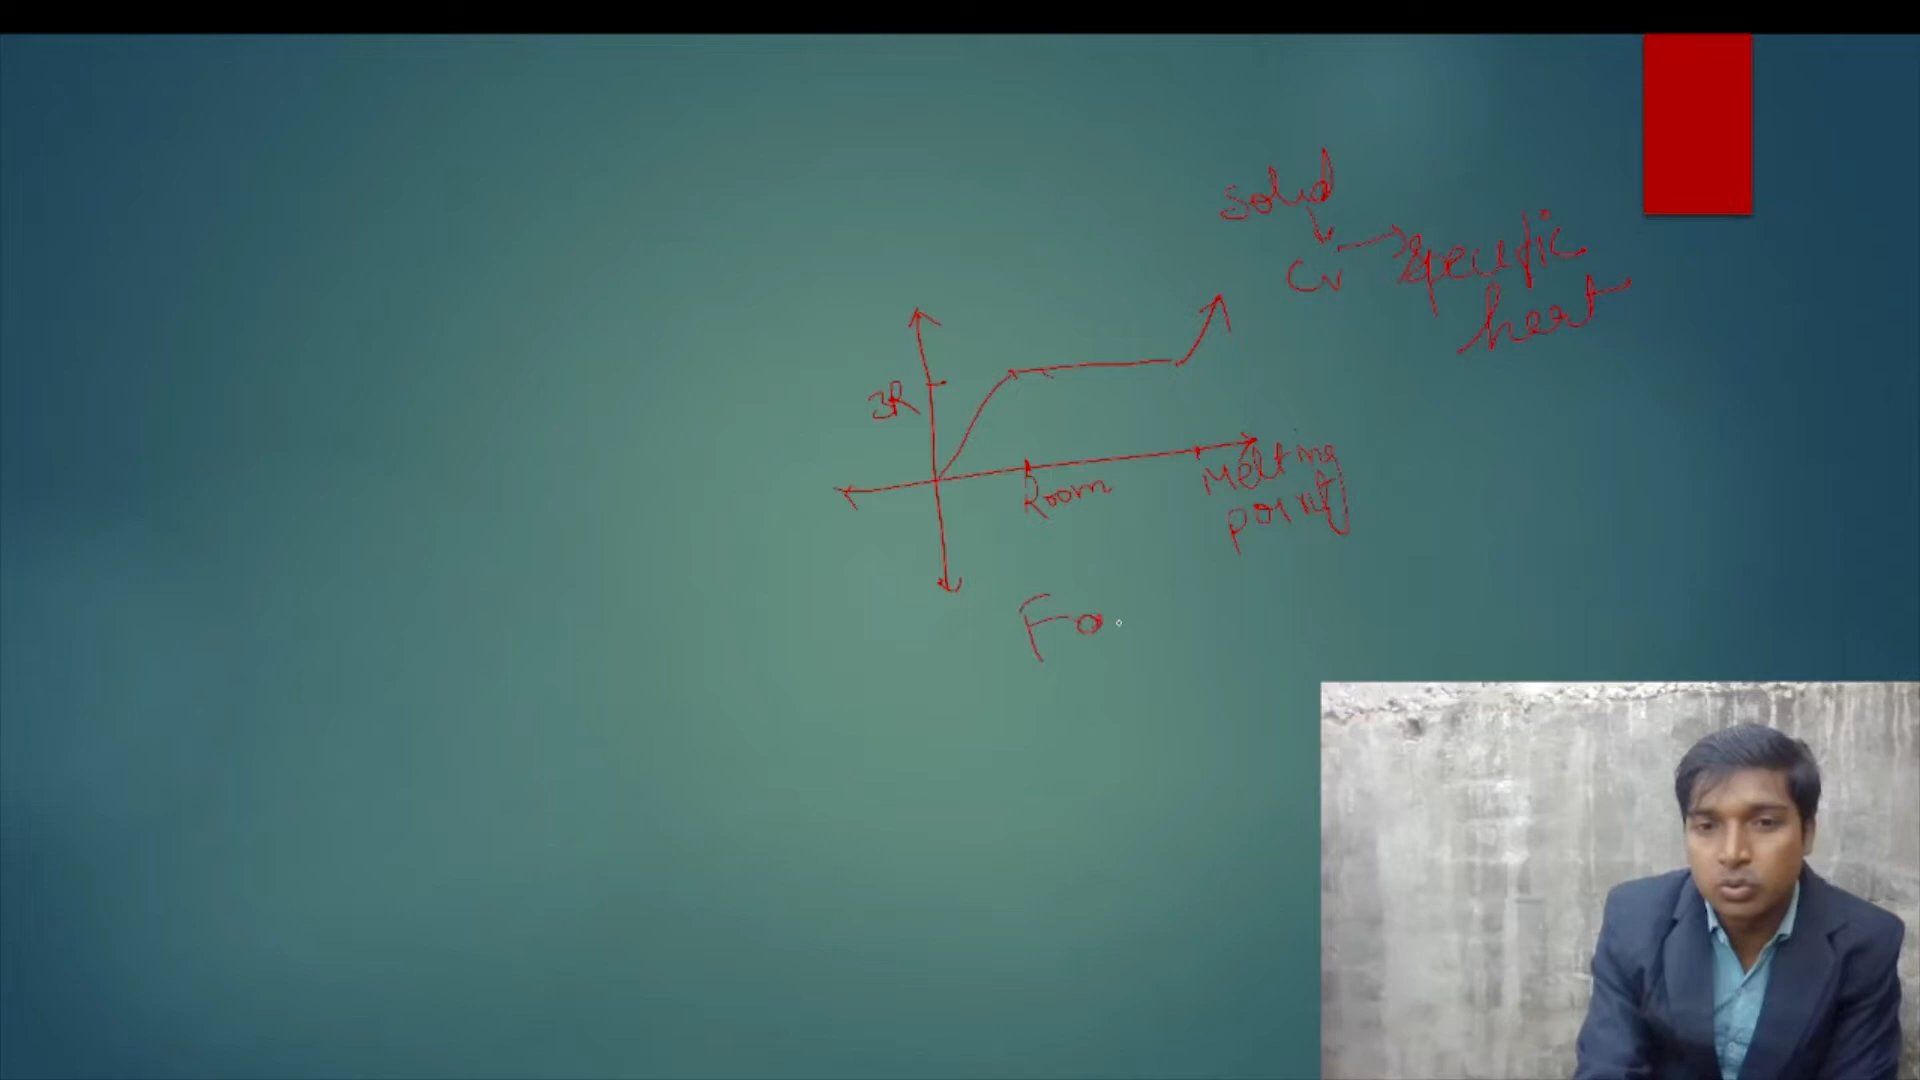 solid
Cv → specific
heat
3R
Room
Melting
point
Fo